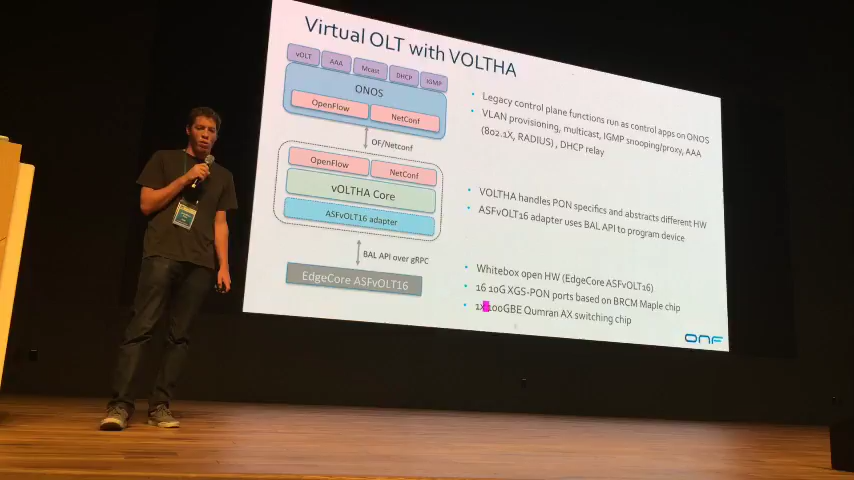 Virtual OLT with VOLTHA
vOLT
AAA
Mcast
DHCP
IGMP
ONOS
OpenFlow
NetConf
OF/Netconf
OpenFlow
NetConf
vOLTHA Core
ASFvOLT16 adapter
BAL API over gRPC
EdgeCore ASFvOLT16
• Legacy control plane functions run as control apps on ONOS
• VLAN provisioning, multicast, IGMP snooping/proxy, AAA
(802.1X, RADIUS) , DHCP relay
• VOLTHA handles PON specifics and abstracts different HW
• ASFvOLT16 adapter uses BAL API to program device
• Whitebox open HW (EdgeCore ASFvOLT16)
• 16 10G XGS-PON ports based on BRCM Maple chip
• 1X 100GBE Qumran AX switching chip
ONF